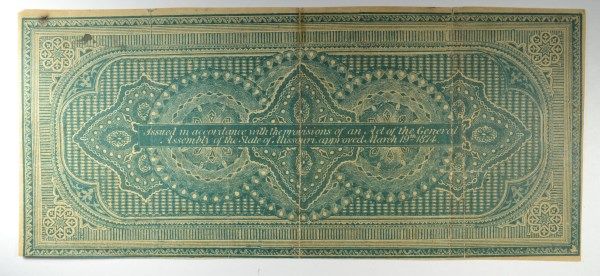 Issued in accordance with the provisions of an Act of the General
Assembly of the State of Missouri, approved March 19th 1874.